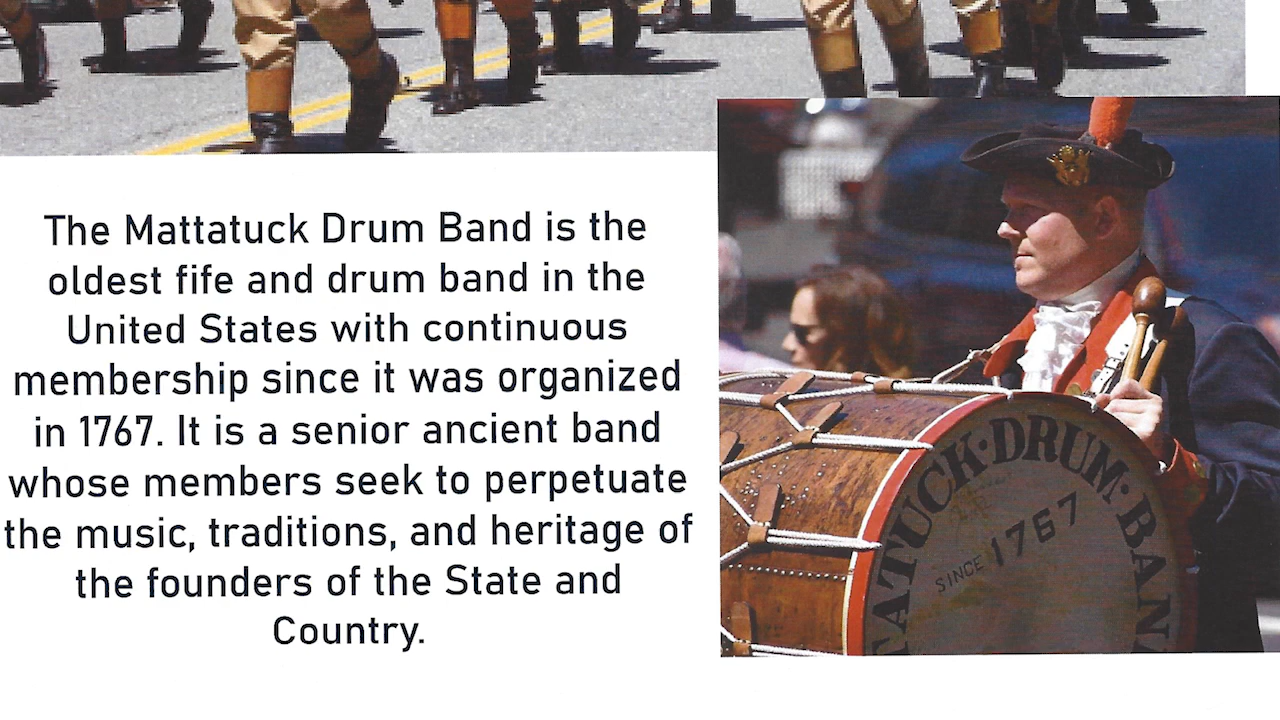 The Mattatuck Drum Band is the
oldest fife and drum band in the
United States with continuous
membership since it was organized
in 1767. It is a senior ancient band
whose members seek to perpetuate
the music, traditions, and heritage of
the founders of the State and
Country.
TATUCK·DRUM·BAN
SINCE 1767